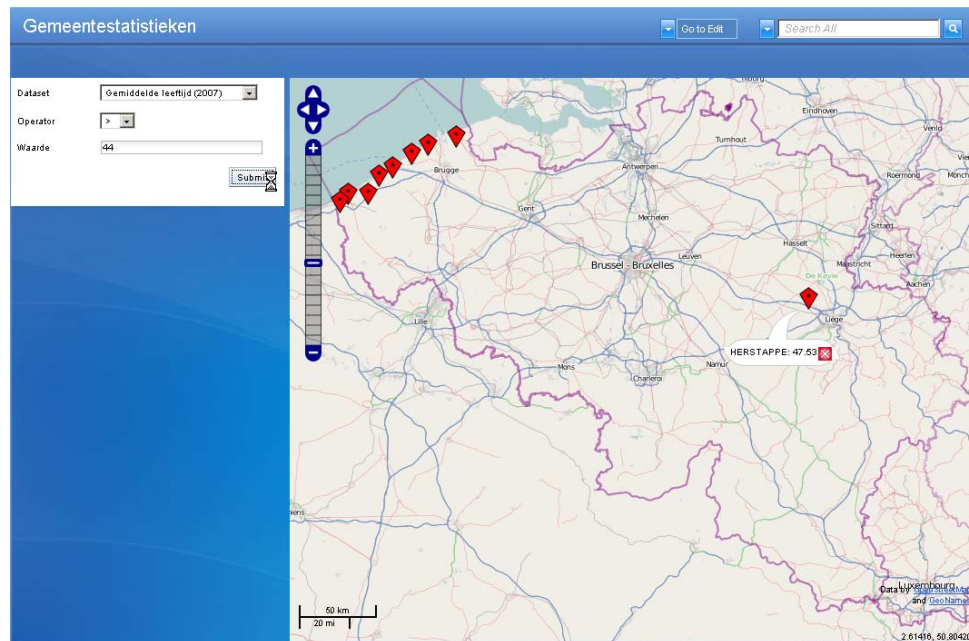 Gemeentestatistieken
Go to Edit
Search All
Dataset
Gemiddelde leeftijd (2007)
Operator
>
Waarde
44
Submit
Eindhoven
Venlo
Turnhout
Antwerpen
Brugge
Roermond
Gent
Mechelen
Sittard
Hasselt
Leuven
Heerlen
Maastricht
Brussel - Bruxelles
Aachen
De Kevie
Lille
Liège
HERSTAPPE: 47.53
Mons
Namur
Charleroi
Luxembourg
Data by
and GeoNames
50 km
20 mi
2.61416, 50.80420